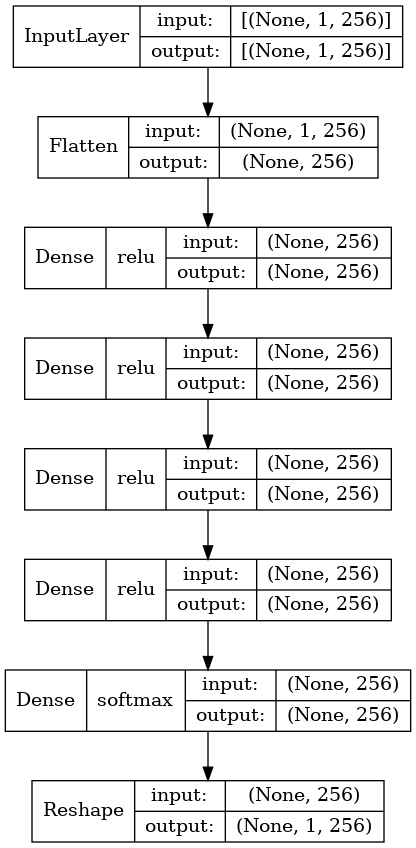 InputLayer input: [(None, 1, 256)]
output: [(None, 1, 256)]
Flatten input: (None, 1, 256)
output: (None, 256)
Dense relu input: (None, 256)
output: (None, 256)
Dense relu input: (None, 256)
output: (None, 256)
Dense relu input: (None, 256)
output: (None, 256)
Dense relu input: (None, 256)
output: (None, 256)
Dense softmax input: (None, 256)
output: (None, 256)
Reshape input: (None, 256)
output: (None, 1, 256)